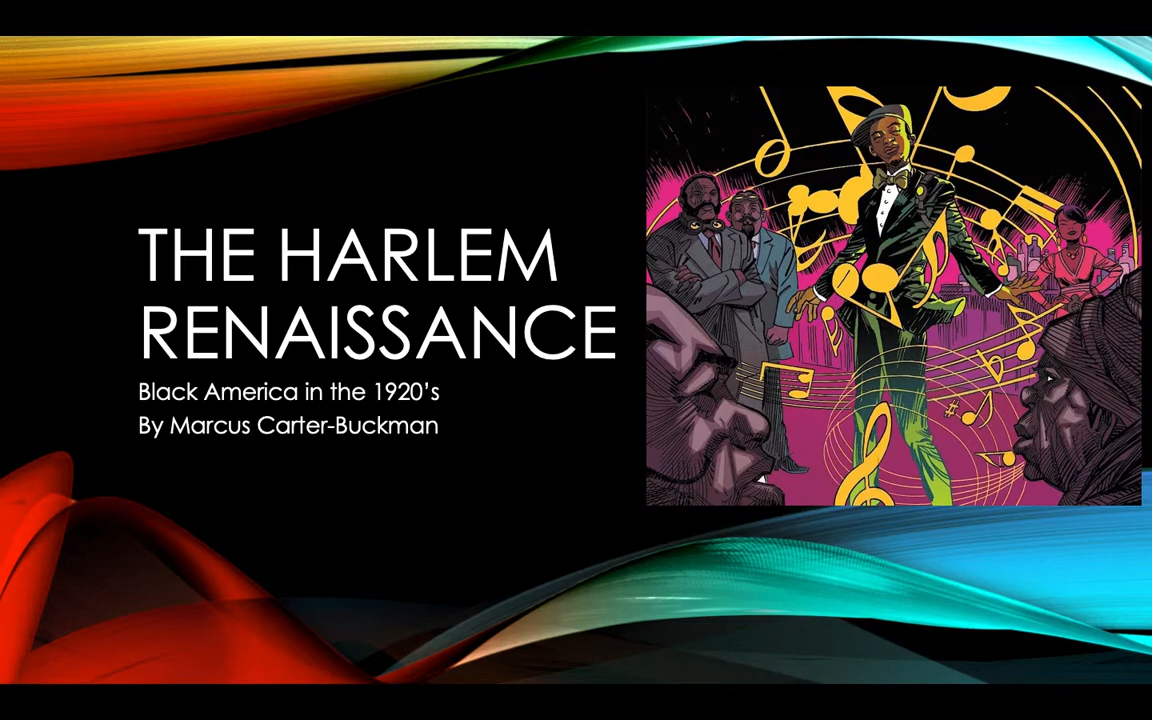 THE HARLEM
RENAISSANCE
Black America in the 1920’s
By Marcus Carter-Buckman